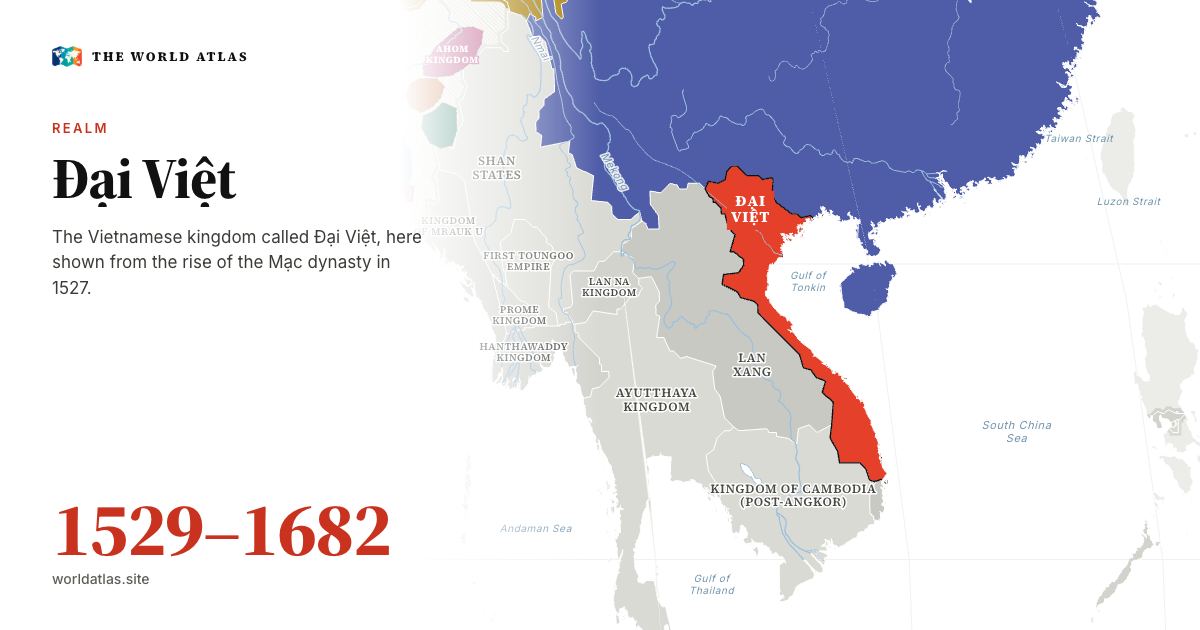 THE WORLD ATLAS
REALM
Đại Việt
The Vietnamese kingdom called Đại Việt, here
shown from the rise of the Mạc dynasty in
1527.
1529–1682
worldatlas.site
AHOM
KINGDOM
Nmai
SHAN
STATES
Mekong
KINGDOM
MRAUK U
FIRST TOUNGOO
EMPIRE
LAN NA
KINGDOM
PROME
KINGDOM
HANTHAWADDY
KINGDOM
AYUTTHAYA
KINGDOM
LAN
XANG
ĐẠI
VIỆT
KINGDOM OF CAMBODIA
(POST-ANGKOR)
Gulf of
Tonkin
Taiwan Strait
Luzon Strait
South China
Sea
Andaman Sea
Gulf of
Thailand